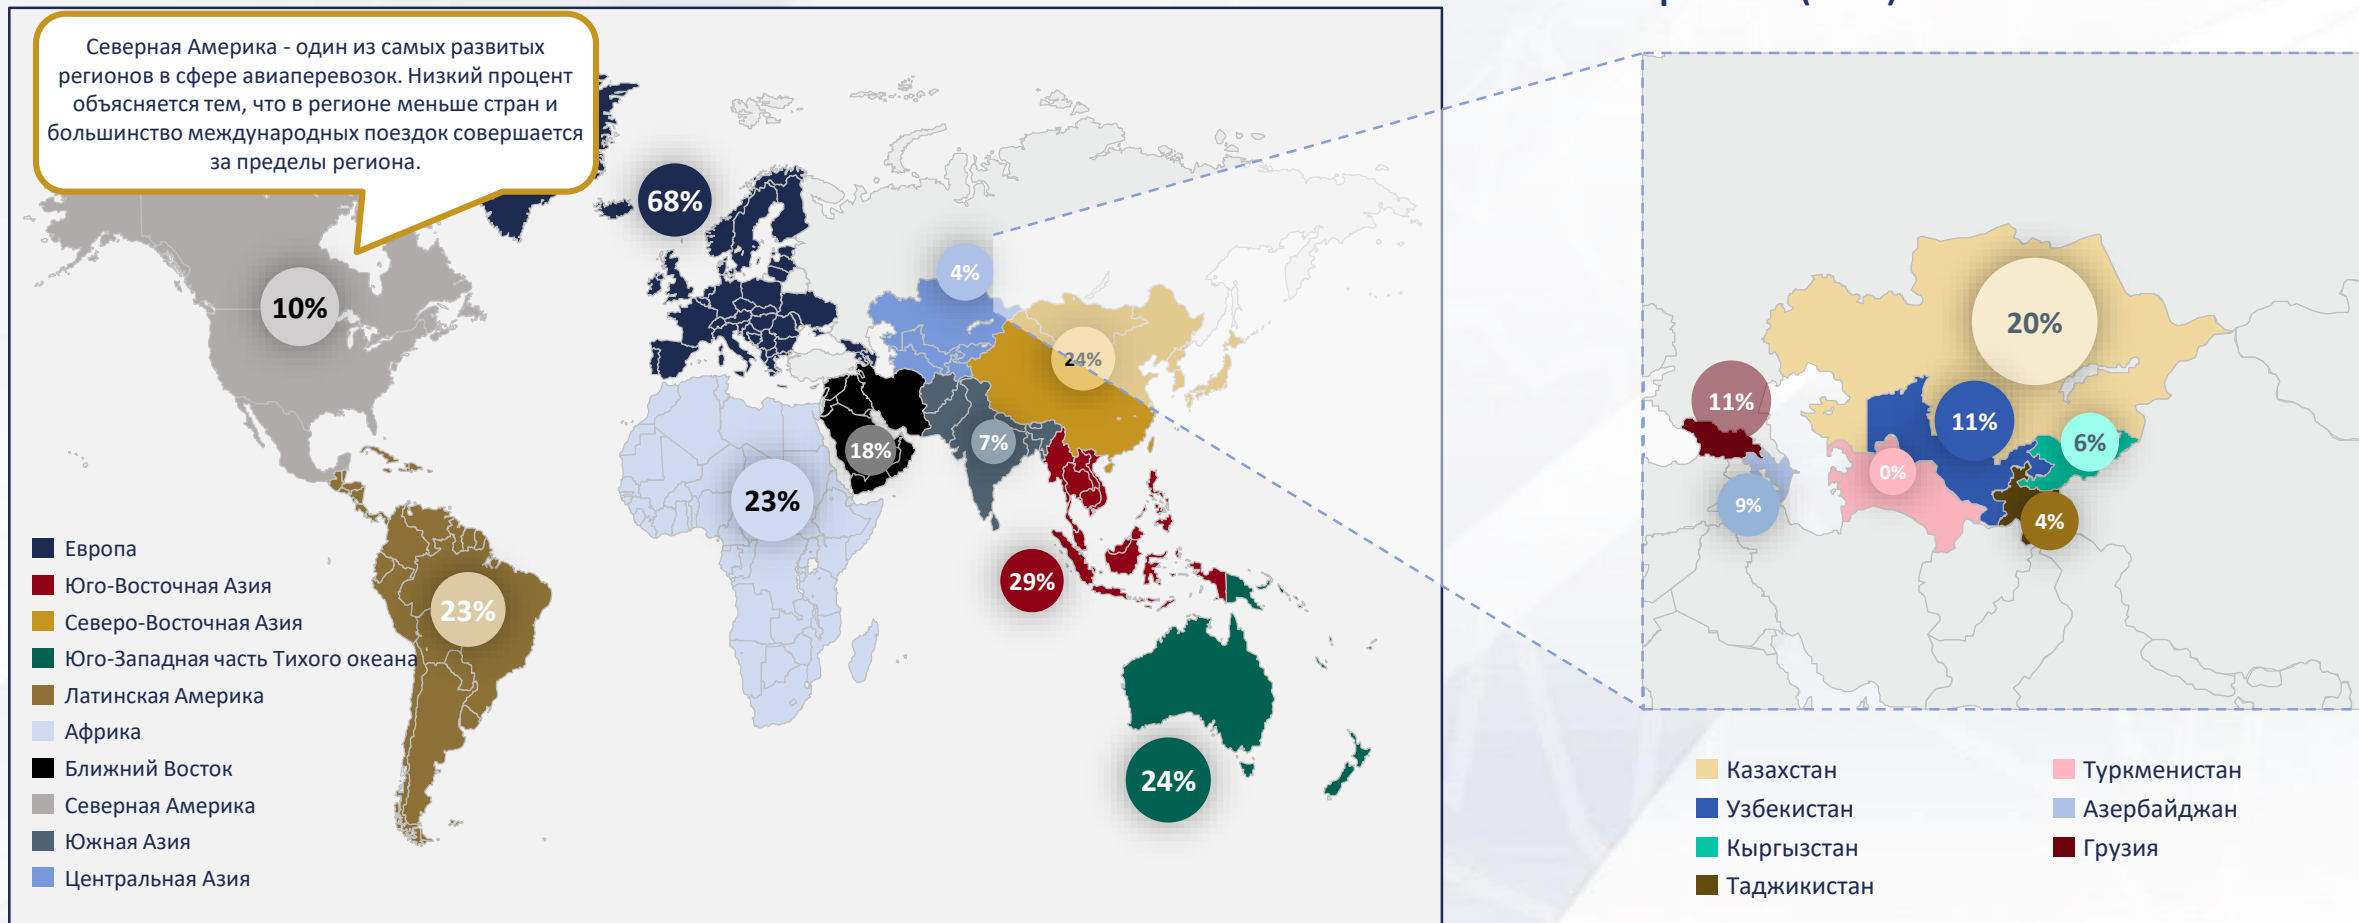 Северная Америка - один из самых развитых
регионов в сфере авиаперевозок. Низкий процент
объясняется тем, что в регионе меньше стран и
большинство международных поездок совершается
за пределы региона.
68%
4%
10%
24%
18%
7%
23%
29%
23%
24%
Европа
Юго-Восточная Азия
Северо-Восточная Азия
Юго-Западная часть Тихого океана
Латинская Америка
Африка
Ближний Восток
Северная Америка
Южная Азия
Центральная Азия
20%
11%
11%
6%
0%
9%
4%
Казахстан
Узбекистан
Кыргызстан
Таджикистан
Туркменистан
Азербайджан
Грузия